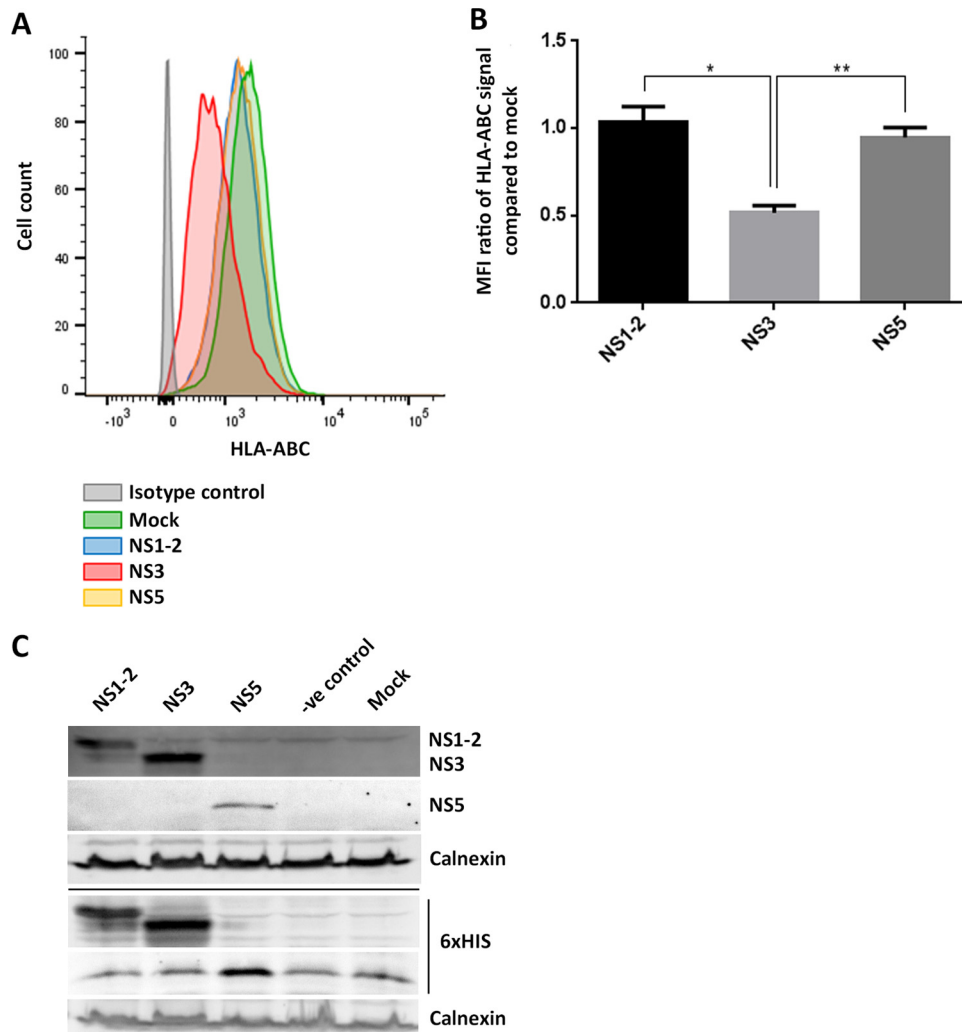 A
Cell count
100
80
60
40
20
0
-10³ 0 10³ 10⁴ 10⁵
HLA-ABC
Isotype control
Mock
NS1-2
NS3
NS5
B
MFI ratio of HLA-ABC signal
compared to mock
1.5
1.0
0.5
0.0
* **
NS1-2 NS3 NS5
C
NS1-2 NS3 NS5 -ve control Mock
NS1-2
NS3
NS5
Calnexin
6xHIS
Calnexin